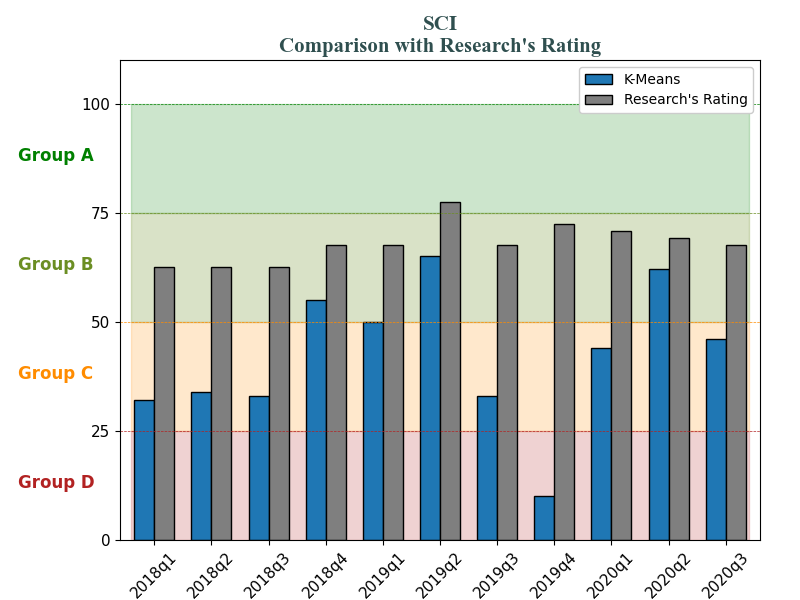 SCI
Comparison with Research's Rating
K-Means
Research's Rating
100
Group A
75
Group B
50
Group C
25
Group D
0
2018q1
2018q2
2018q3
2018q4
2019q1
2019q2
2019q3
2019q4
2020q1
2020q2
2020q3